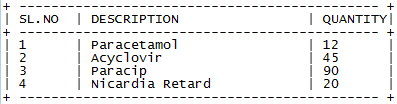 + ---------------------------------------------- +
| SL.NO | DESCRIPTION | QUANTITY|
+ ---------------------------------------------- +
| 1 | Paracetamol | 12 |
| 2 | Acyclovir | 45 |
| 3 | Paracip | 90 |
| 4 | Nicardia Retard | 20 |
+ ---------------------------------------------- +